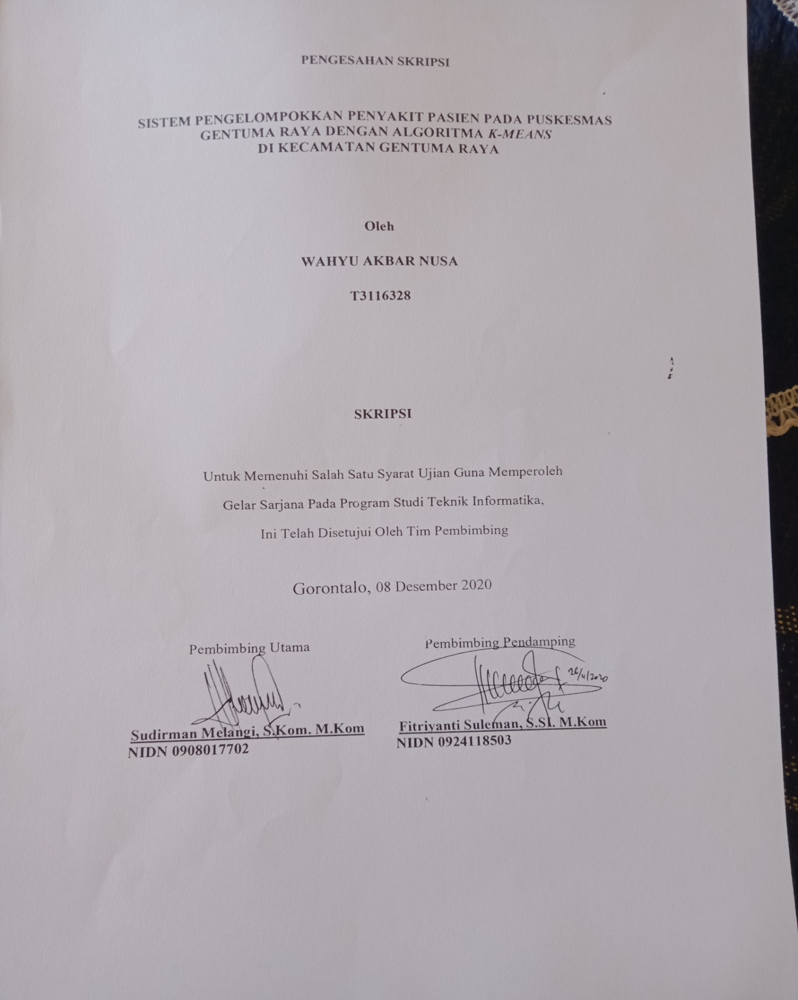 PENGESAHAN SKRIPSI
SISTEM PENGELOMPOKKAN PENYAKIT PASIEN PADA PUSKESMAS
GENTUMA RAYA DENGAN ALGORITMA K-MEANS
DI KECAMATAN GENTUMA RAYA
Oleh
WAHYU AKBAR NUSA
T3116328
SKRIPSI
Untuk Memenuhi Salah Satu Syarat Ujian Guna Memperoleh
Gelar Sarjana Pada Program Studi Teknik Informatika,
Ini Telah Disetujui Oleh Tim Pembimbing
Gorontalo, 08 Desember 2020
Pembimbing Utama
Sudirman Melangi, S.Kom. M.Kom
NIDN 0908017702
Pembimbing Pendamping
Fitriyanti Suleman, S.SI. M.Kom
NIDN 0924118503